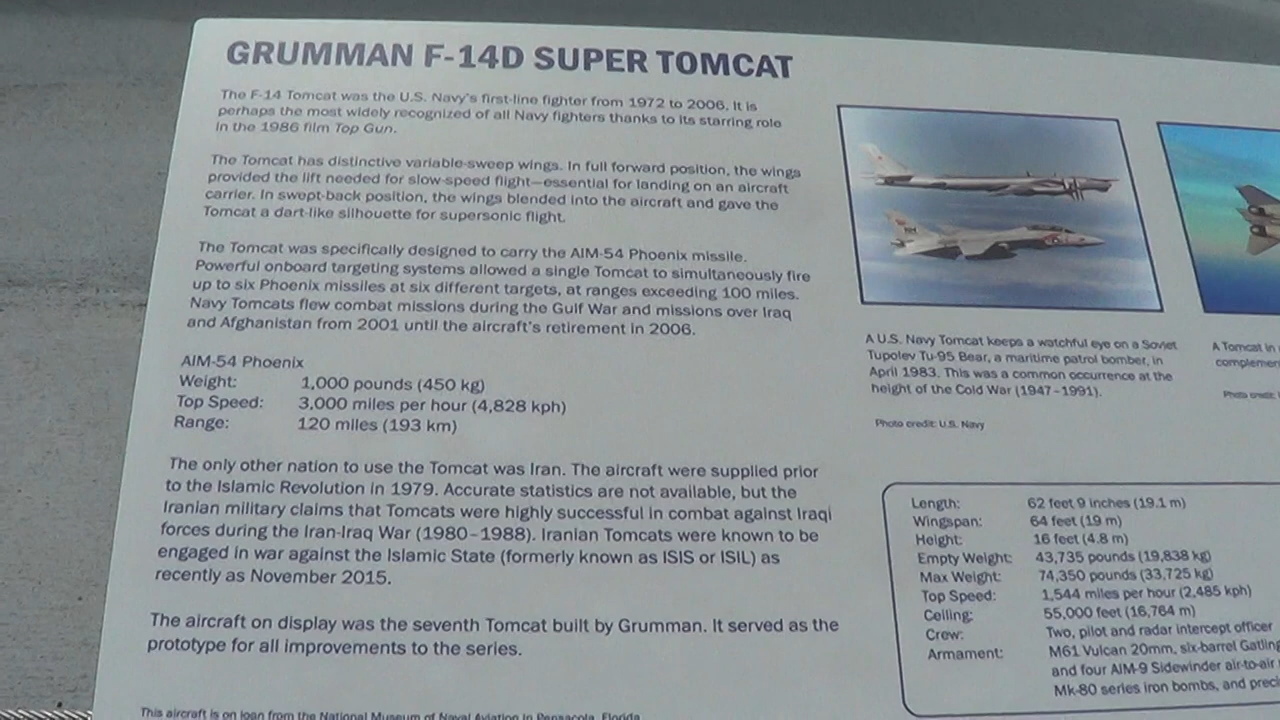 GRUMMAN F-14D SUPER TOMCAT
The F-14 Tomcat was the U.S. Navy's first-line fighter from 1972 to 2006. It is
perhaps the most widely recognized of all Navy fighters thanks to its starring role
in the 1986 film Top Gun.
The Tomcat has distinctive variable-sweep wings. In full forward position, the wings
provided the lift needed for slow-speed flight—essential for landing on an aircraft
carrier. In swept-back position, the wings blended into the aircraft and gave the
Tomcat a dart-like silhouette for supersonic flight.
The Tomcat was specifically designed to carry the AIM-54 Phoenix missile.
Powerful onboard targeting systems allowed a single Tomcat to simultaneously fire
up to six Phoenix missiles at six different targets, at ranges exceeding 100 miles.
Navy Tomcats flew combat missions during the Gulf War and missions over Iraq
and Afghanistan from 2001 until the aircraft's retirement in 2006.
AIM-54 Phoenix
Weight: 1,000 pounds (450 kg)
Top Speed: 3,000 miles per hour (4,828 kph)
Range: 120 miles (193 km)
The only other nation to use the Tomcat was Iran. The aircraft were supplied prior
to the Islamic Revolution in 1979. Accurate statistics are not available, but the
Iranian military claims that Tomcats were highly successful in combat against Iraqi
forces during the Iran-Iraq War (1980–1988). Iranian Tomcats were known to be
engaged in war against the Islamic State (formerly known as ISIS or ISIL) as
recently as November 2015.
The aircraft on display was the seventh Tomcat built by Grumman. It served as the
prototype for all improvements to the series.
This aircraft is on loan from the National Museum of Naval Aviation in Pensacola, Florida.
A U.S. Navy Tomcat keeps a watchful eye on a Soviet
Tupolev Tu-95 Bear, a maritime patrol bomber, in
April 1983. This was a common occurrence at the
height of the Cold War (1947–1991).
Photo credit: U.S. Navy
A Tomcat in
complemen
Photo credit:
Length: 62 feet 9 inches (19.1 m)
Wingspan: 64 feet (19 m)
Height: 16 feet (4.8 m)
Empty Weight: 43,735 pounds (19,838 kg)
Max Weight: 74,350 pounds (33,725 kg)
Top Speed: 1,544 miles per hour (2,485 kph)
Ceiling: 55,000 feet (16,764 m)
Crew: Two, pilot and radar intercept officer
Armament: M61 Vulcan 20mm, six-barrel Gatling
and four AIM-9 Sidewinder air-to-air
Mk-80 series iron bombs, and preci